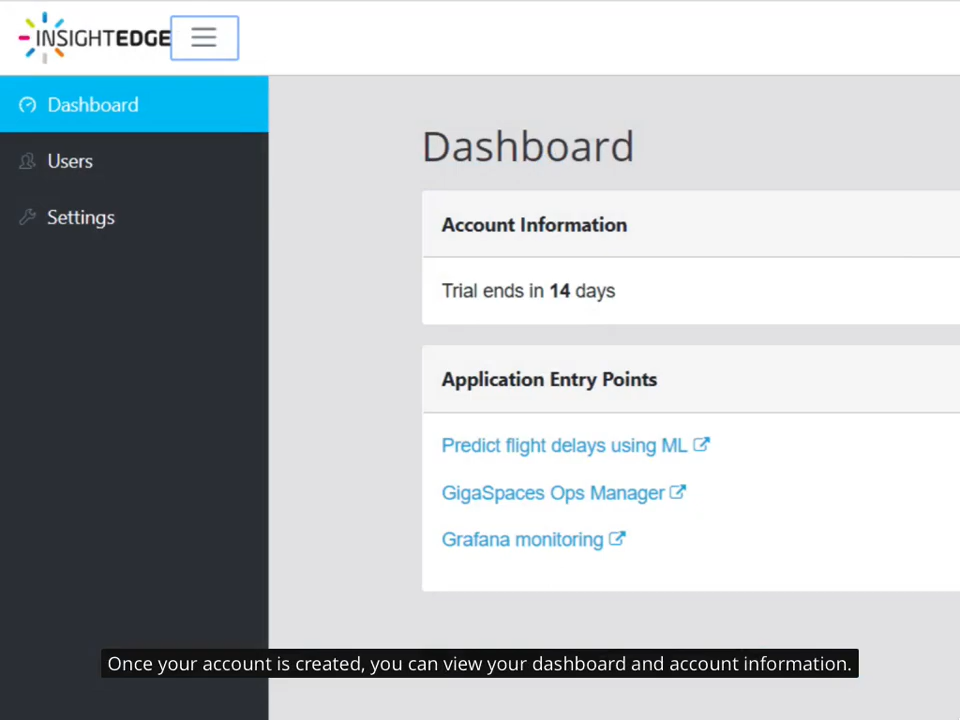 INSIGHTEDGE
Dashboard
Users
Settings
Dashboard
Account Information
Trial ends in 14 days
Application Entry Points
Predict flight delays using ML
GigaSpaces Ops Manager
Grafana monitoring
Once your account is created, you can view your dashboard and account information.